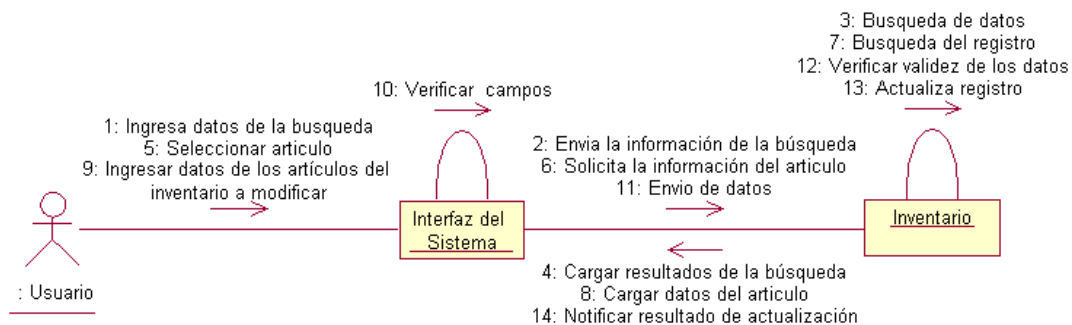 3: Busqueda de datos
7: Busqueda del registro
12: Verificar validez de los datos
13: Actualiza registro
10: Verificar campos
1: Ingresa datos de la busqueda
5: Seleccionar articulo
9: Ingresar datos de los artículos del
inventario a modificar
2: Envia la información de la búsqueda
6: Solicita la información del articulo
11: Envio de datos
Interfaz del
Sistema
Inventario
: Usuario
4: Cargar resultados de la búsqueda
8: Cargar datos del articulo
14: Notificar resultado de actualización